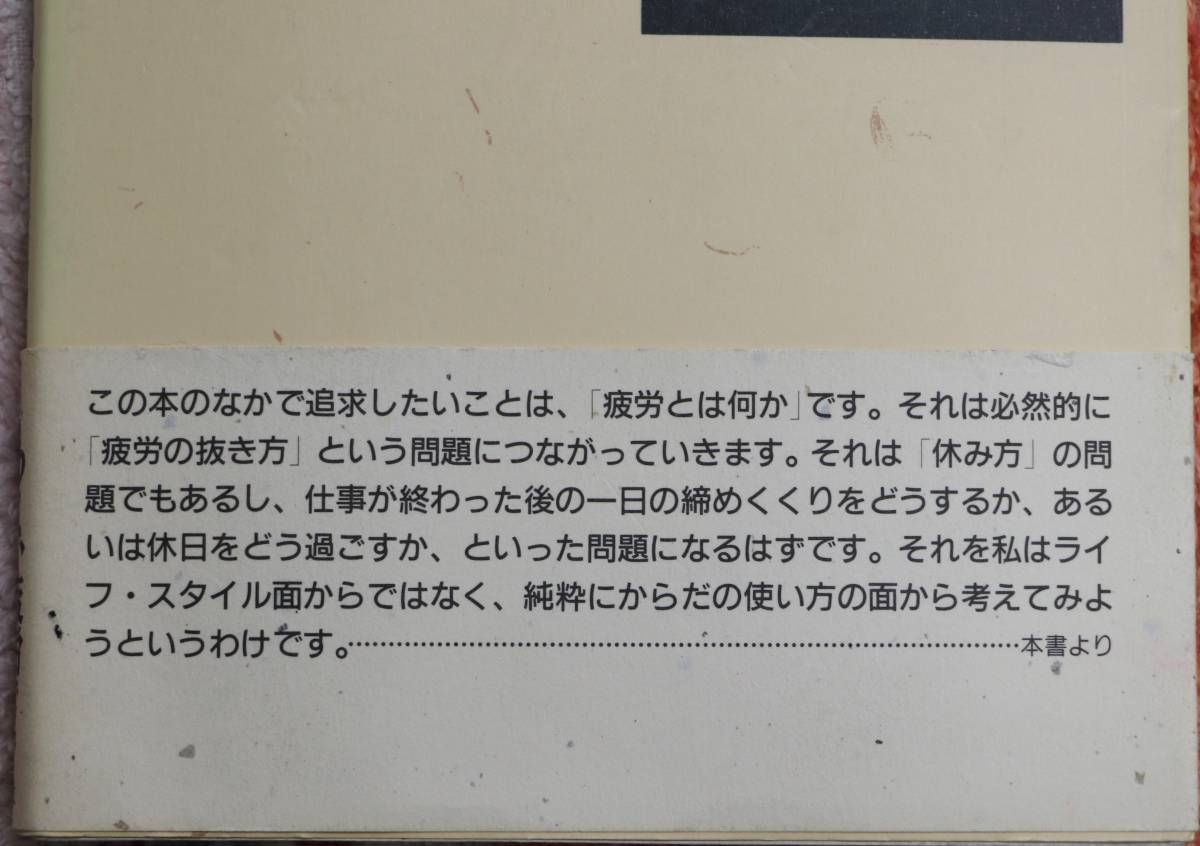 この本のなかで追求したいことは、「疲労とは何か」です。それは必然的に
「疲労の抜き方」という問題につながっていきます。それは「休み方」の問
題でもあるし、仕事が終わった後の一日の締めくくりをどうするか、ある
いは休日をどう過ごすか、といった問題になるはずです。それを私はライ
フ・スタイル面からではなく、純粋にからだの使い方の面から考えてみよ
うというわけです。……………………………………………………………………本書より